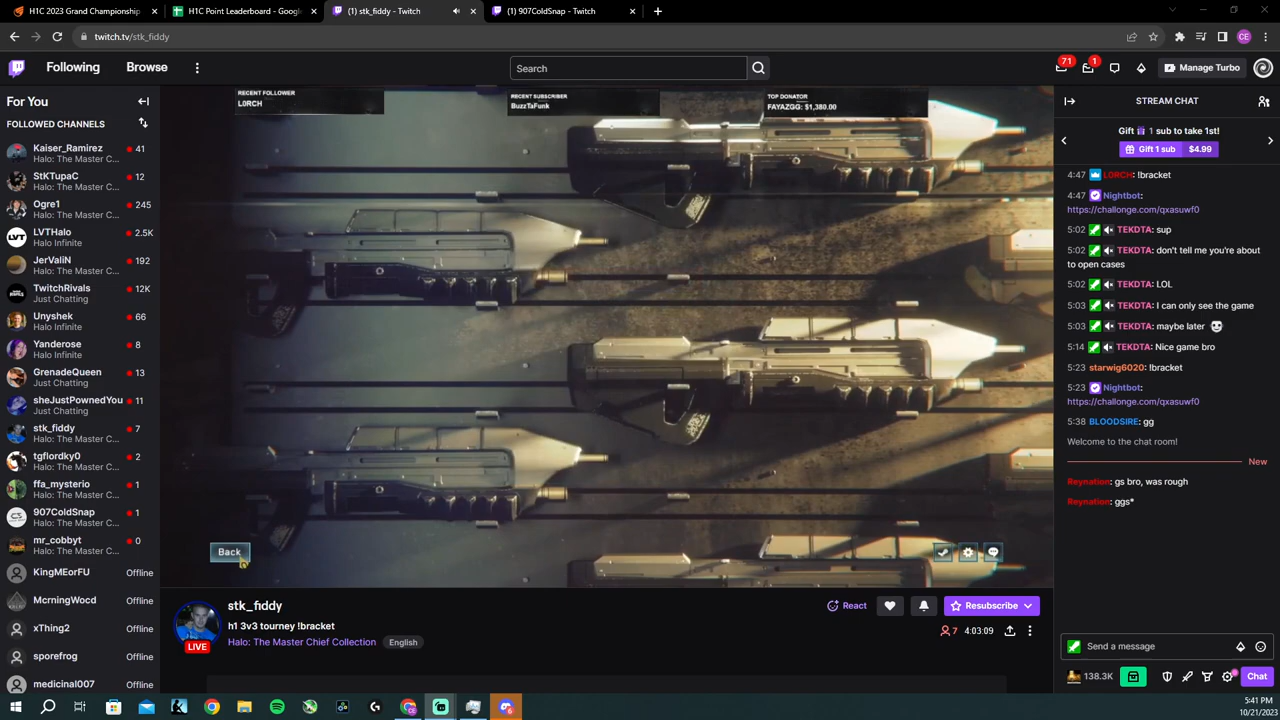 H1C 2023 Grand Championship
H1C Point Leaderboard - Google
(1) stk_fiddy - Twitch
(1) 907ColdSnap - Twitch
twitch.tv/stk_fiddy
CE
Following
Browse
Search
71
1
Manage Turbo
For You
FOLLOWED CHANNELS
Kaiser_Ramirez
41
Halo: The Master C...
StKTupaC
12
Halo: The Master C...
Ogre1
245
Halo: The Master C...
LVTHalo
2.5K
Halo Infinite
JerValiN
192
Halo: The Master C...
TwitchRivals
12K
Just Chatting
Unyshek
66
Halo Infinite
Yanderose
8
Halo Infinite
GrenadeQueen
13
Just Chatting
sheJustPownedYou
11
Just Chatting
stk_fiddy
7
Halo: The Master C...
tgflordky0
2
Halo: The Master C...
ffa_mysterio
1
Halo: The Master C...
907ColdSnap
1
Halo: The Master C...
mr_cobbyt
0
Halo: The Master C...
KingMEorFU
Offline
McrningWocd
Offline
xThing2
Offline
sporefrog
Offline
medicinal007
Offline
RECENT FOLLOWER
L0RCH
RECENT SUBSCRIBER
BuzzTaFunk
TOP DONATOR
FAYAZGG: $1,380.00
Back
LIVE
stk_fiddy
h1 3v3 tourney !bracket
Halo: The Master Chief Collection
English
React
Resubscribe
7
4:03:09
STREAM CHAT
Gift 1 sub to take 1st!
Gift 1 sub $4.99
4:47 L0RCH: !bracket
4:47 Nightbot:
https://challonge.com/qxasuwf0
5:02 TEKDTA: sup
5:02 TEKDTA: don't tell me you're about
to open cases
5:02 TEKDTA: LOL
5:03 TEKDTA: I can only see the game
5:03 TEKDTA: maybe later
5:14 TEKDTA: Nice game bro
5:23 starwig6020: !bracket
5:23 Nightbot:
https://challonge.com/qxasuwf0
5:38 BLOODSIRE: gg
Welcome to the chat room!
New
Reynation: gs bro, was rough
Reynation: ggs*
Send a message
138.3K
Chat
5:41 PM
10/21/2023